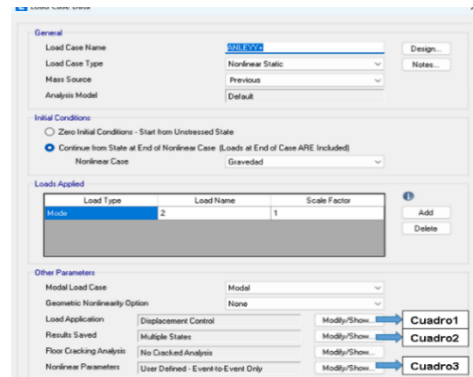 Load Case Data
General
Load Case Name ANLEYY+ Design...
Load Case Type Nonlinear Static Notes...
Mass Source Previous
Analysis Model Default
Initial Conditions
Zero Initial Conditions - Start from Unstressed State
Continue from State at End of Nonlinear Case (Loads at End of Case ARE Included)
Nonlinear Case Gravedad
Loads Applied
Load Type Load Name Scale Factor
Mode 2 1 Add
Delete
Other Parameters
Modal Load Case Modal
Geometric Nonlinearity Option None
Load Application Displacement Control Modify/Show... Cuadro1
Results Saved Multiple States Modify/Show... Cuadro2
Floor Cracking Analysis No Cracked Analysis Modify/Show...
Nonlinear Parameters User Defined - Event-to-Event Only Modify/Show... Cuadro3